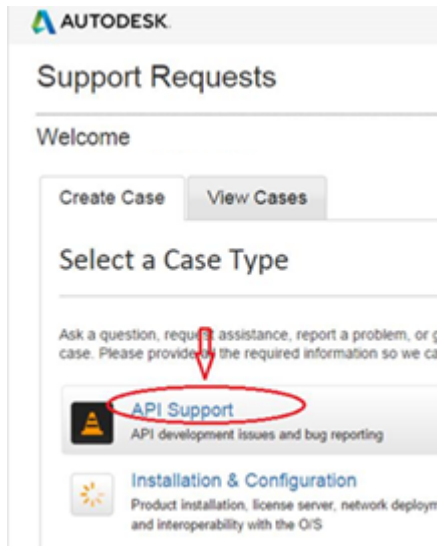 AUTODESK.
Support Requests
Welcome
Create Case View Cases
Select a Case Type
Ask a question, request assistance, report a problem, or g
case. Please provide all the required information so we ca
API Support
API development issues and bug reporting
Installation & Configuration
Product installation, license server, network deploym
and interoperability with the O/S